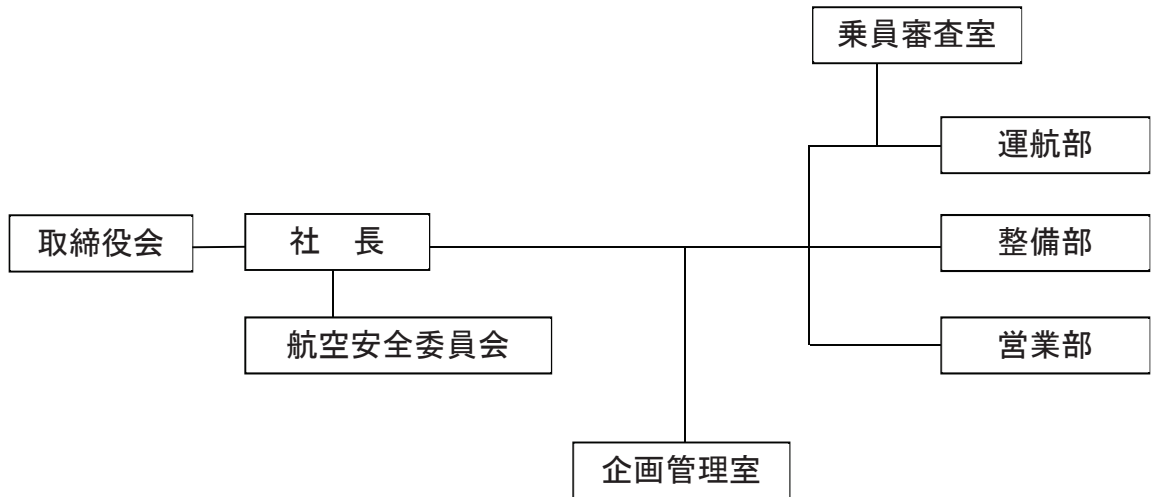 乗員審査室
運航部
取締役会
社　長
整備部
航空安全委員会
営業部
企画管理室